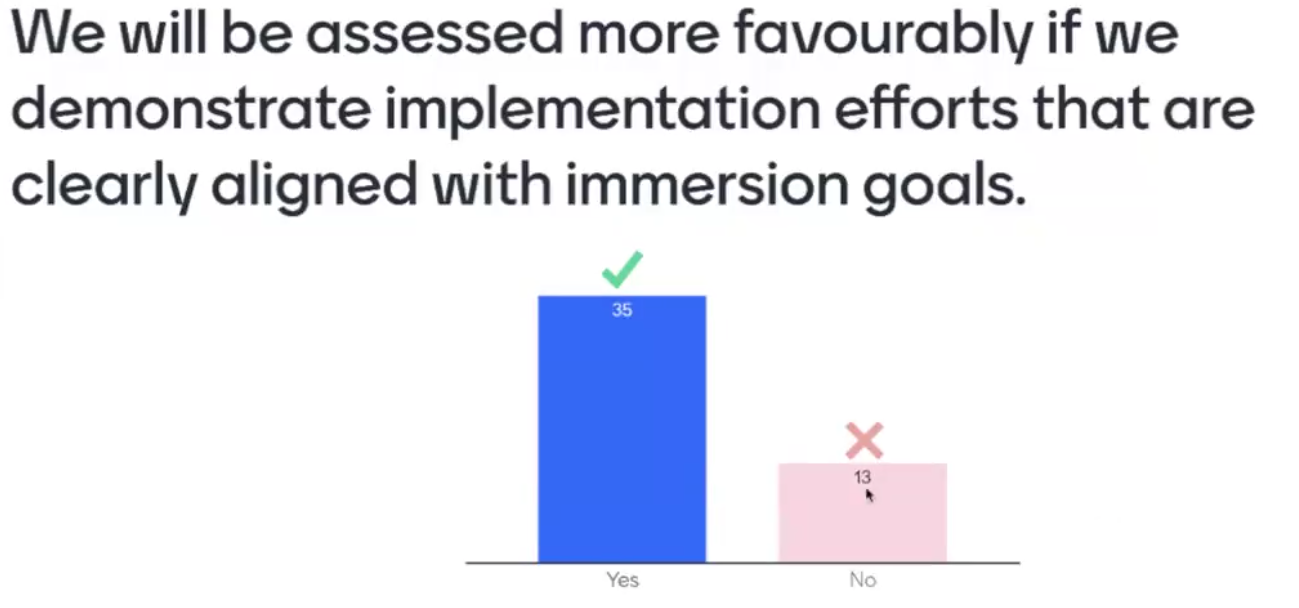 We will be assessed more favourably if we
demonstrate implementation efforts that are
clearly aligned with immersion goals.
35
13
Yes
No